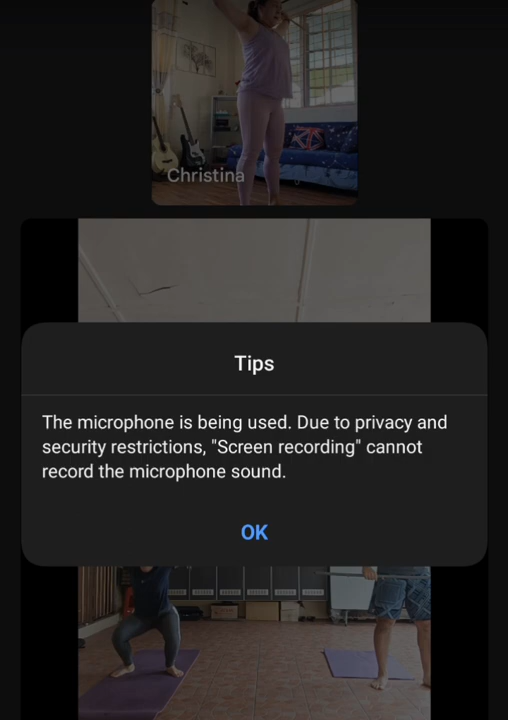 Christina
Tips
The microphone is being used. Due to privacy and
security restrictions, "Screen recording" cannot
record the microphone sound.
OK